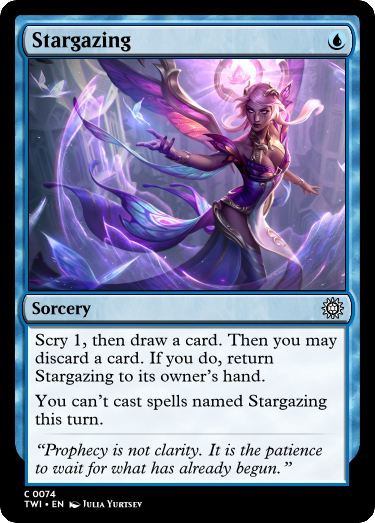 Stargazing
Sorcery
Scry 1, then draw a card. Then you may
discard a card. If you do, return
Stargazing to its owner's hand.
You can't cast spells named Stargazing
this turn.
“Prophecy is not clarity. It is the patience
to wait for what has already begun.”
C 0074
TWI • EN Julia Yurtsev